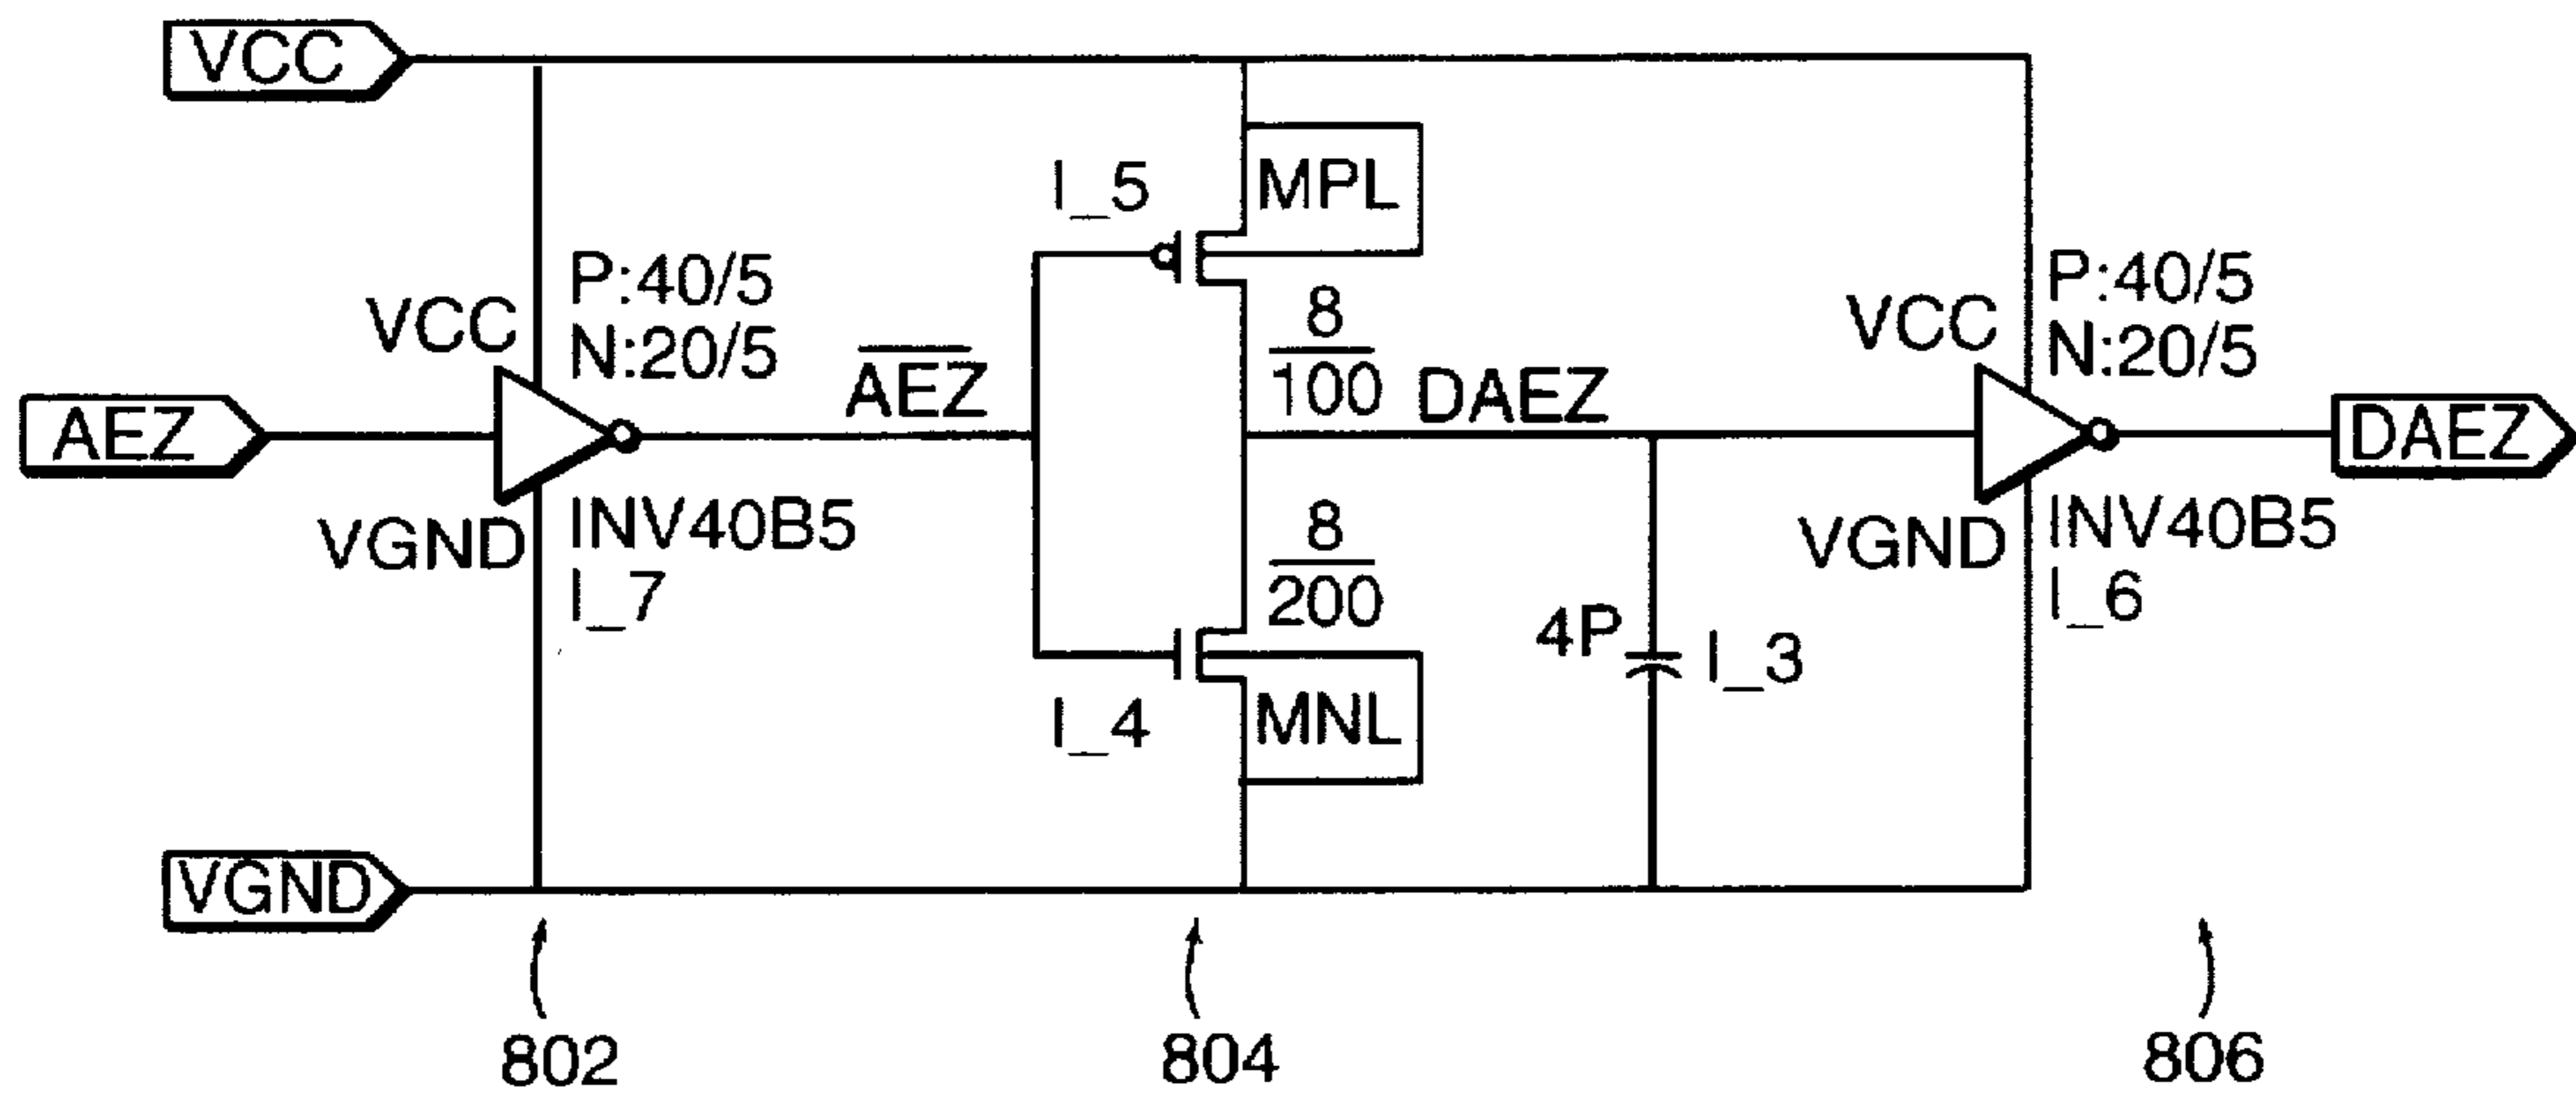 VCC
I_5
MPL
P:40/5
N:20/5
VCC
8
100
P:40/5
N:20/5
VCC
AEZ
A̅E̅Z̅
DAEZ
DAEZ
VGND
INV40B5
I_7
8
200
4P
I_3
VGND
INV40B5
I_6
I_4
MNL
VGND
802
804
806